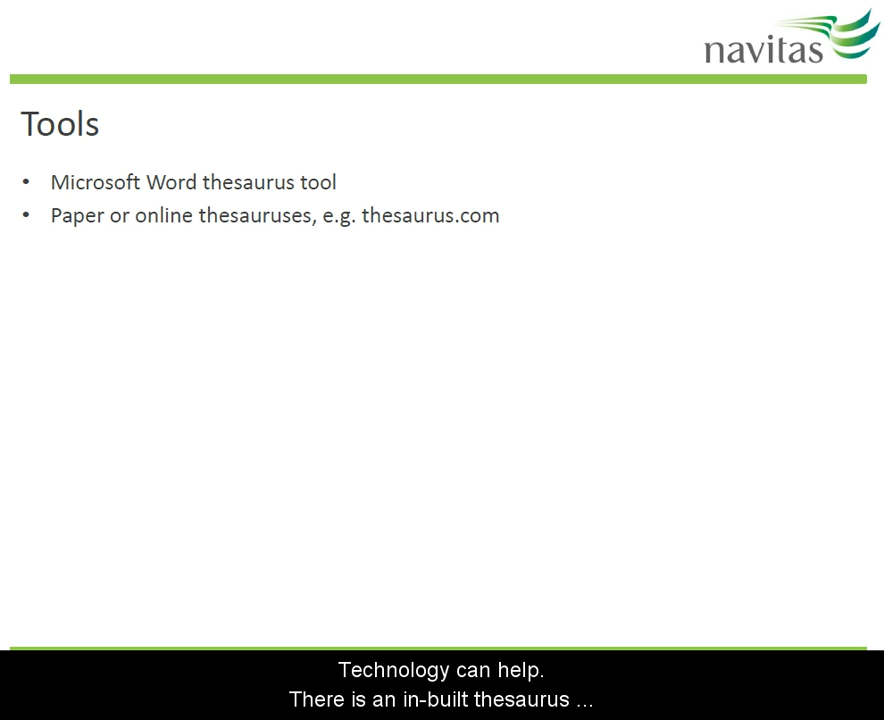 navitas
Tools
• Microsoft Word thesaurus tool
• Paper or online thesauruses, e.g. thesaurus.com
Technology can help.
There is an in-built thesaurus ...